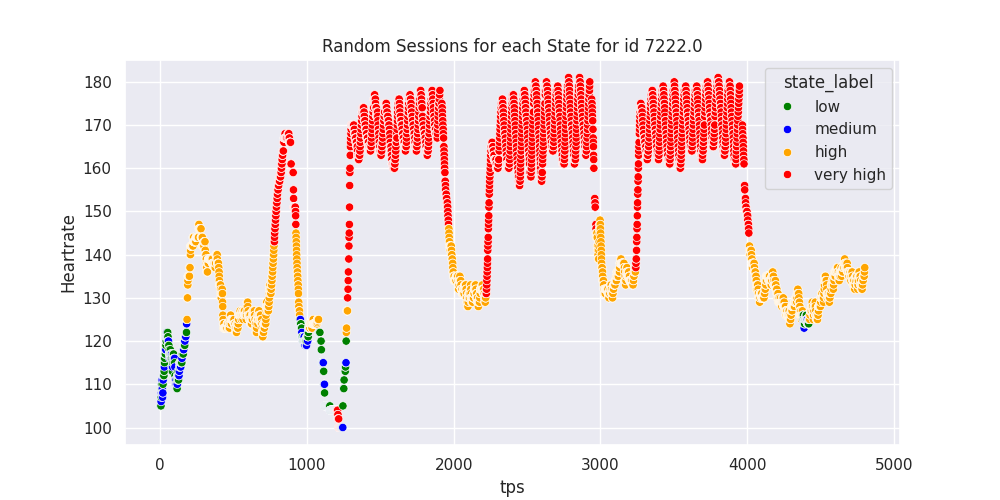 Random Sessions for each State for id 7222.0
Heartrate
180
170
160
150
140
130
120
110
100
state_label
low
medium
high
very high
0
1000
2000
3000
4000
5000
tps